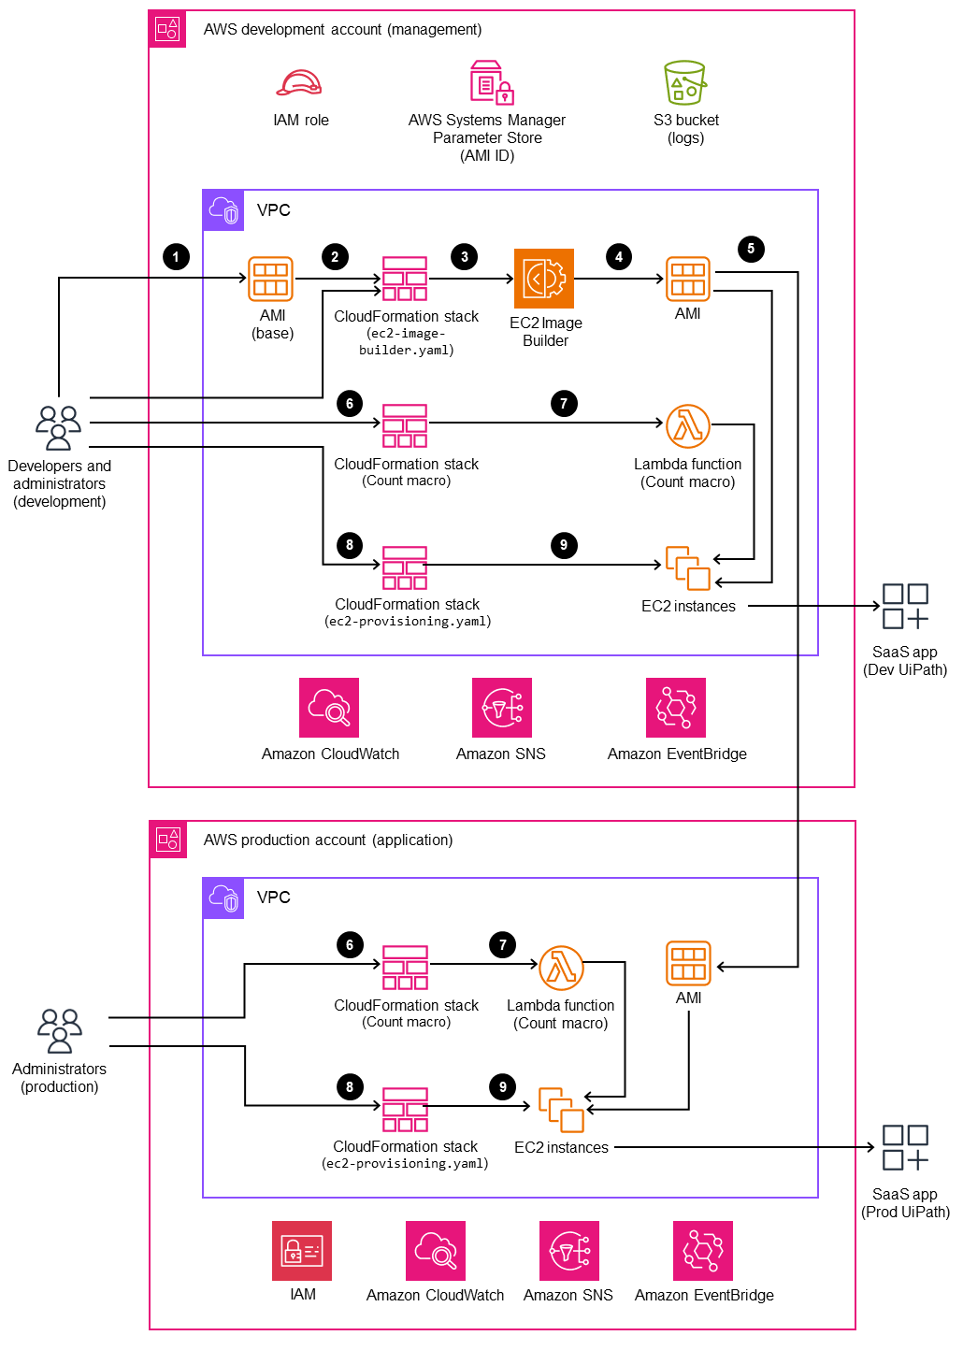 AWS development account (management)
IAM role
AWS Systems Manager
Parameter Store
(AMI ID)
S3 bucket
(logs)
VPC
1
2
3
4
5
AMI
(base)
CloudFormation stack
(ec2-image-
builder.yaml)
EC2 Image
Builder
AMI
6
7
Developers and
administrators
(development)
CloudFormation stack
(Count macro)
Lambda function
(Count macro)
8
9
CloudFormation stack
(ec2-provisioning.yaml)
EC2 instances
SaaS app
(Dev UiPath)
Amazon CloudWatch
Amazon SNS
Amazon EventBridge
AWS production account (application)
VPC
6
7
CloudFormation stack
(Count macro)
Lambda function
(Count macro)
AMI
Administrators
(production)
8
9
CloudFormation stack
(ec2-provisioning.yaml)
EC2 instances
SaaS app
(Prod UiPath)
IAM
Amazon CloudWatch
Amazon SNS
Amazon EventBridge